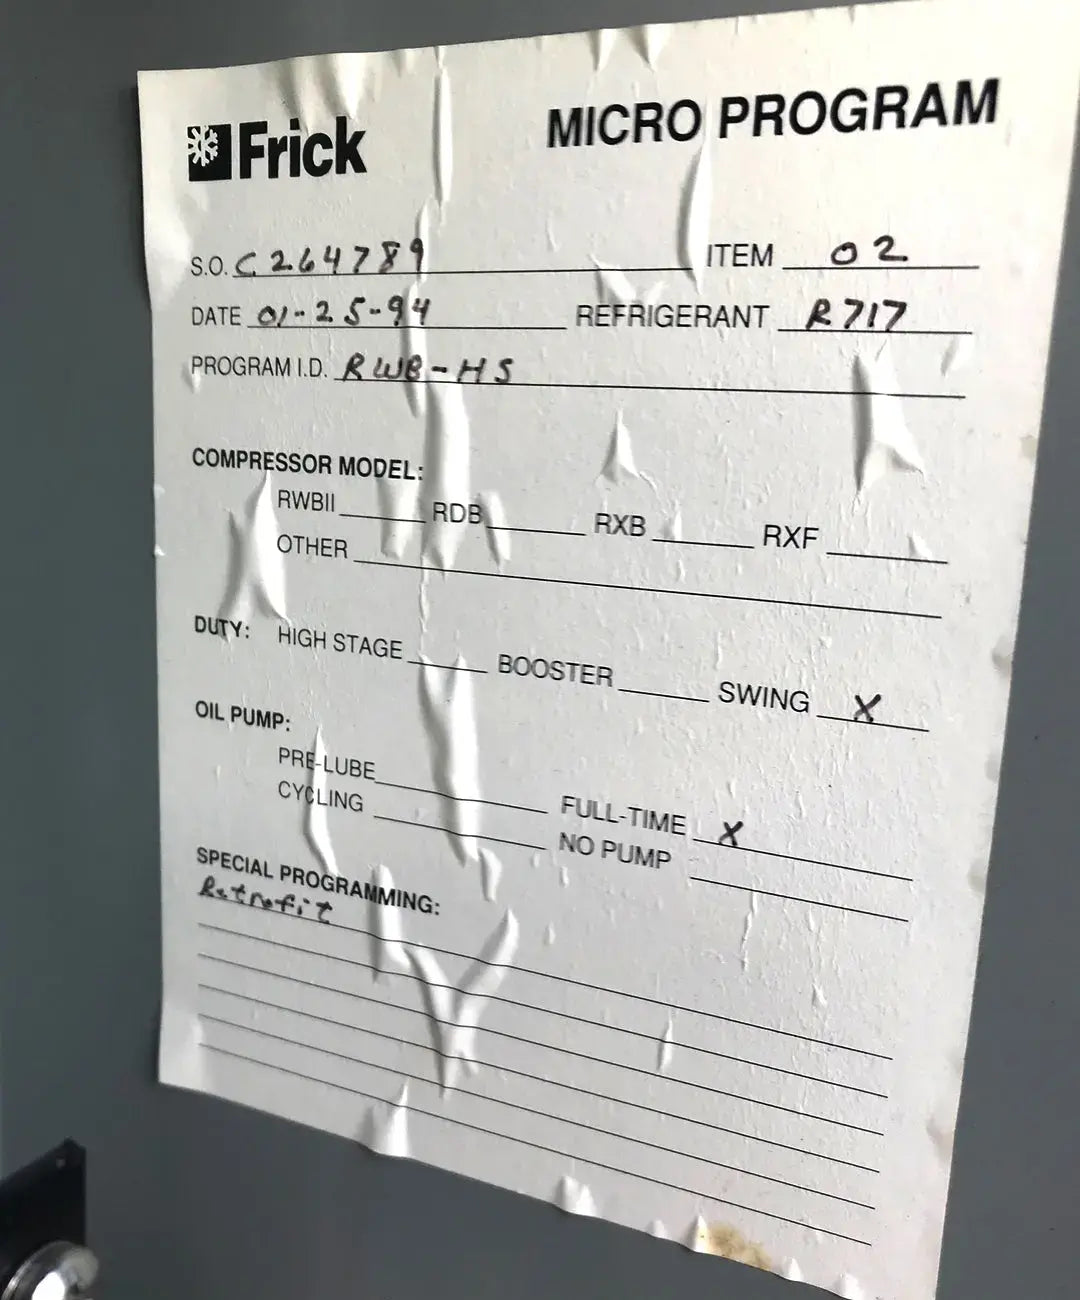 Frick MICRO PROGRAM
S.O. C264789 ITEM 02
DATE 01-25-94 REFRIGERANT R717
PROGRAM I.D. RWB-HS
COMPRESSOR MODEL:
RWBII RDB RXB RXF
OTHER
DUTY: HIGH STAGE BOOSTER SWING X
OIL PUMP:
PRE-LUBE FULL-TIME X
CYCLING NO PUMP
SPECIAL PROGRAMMING:
Retrofit